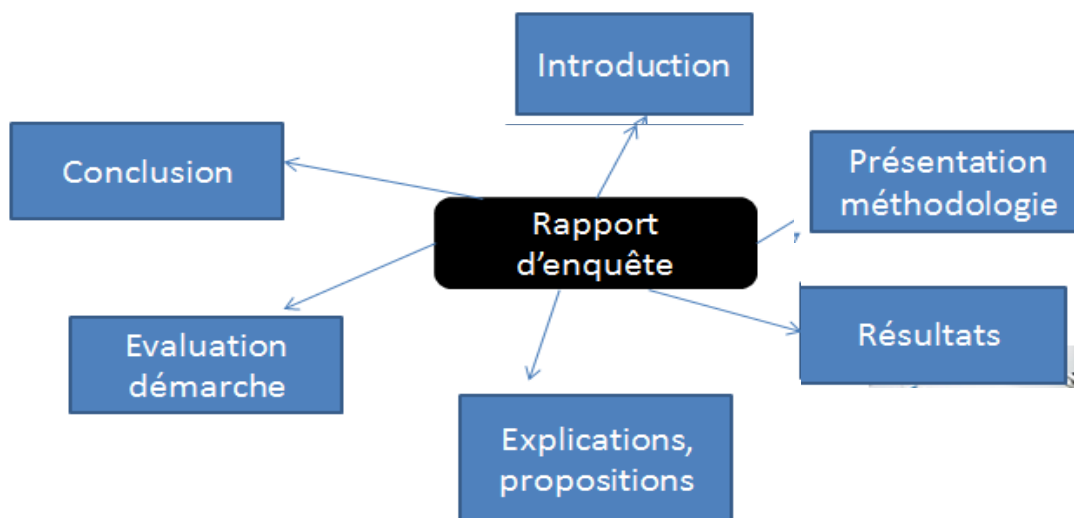 Introduction
Conclusion
Présentation
méthodologie
Rapport
d'enquête
Résultats
Evaluation
démarche
Explications,
propositions